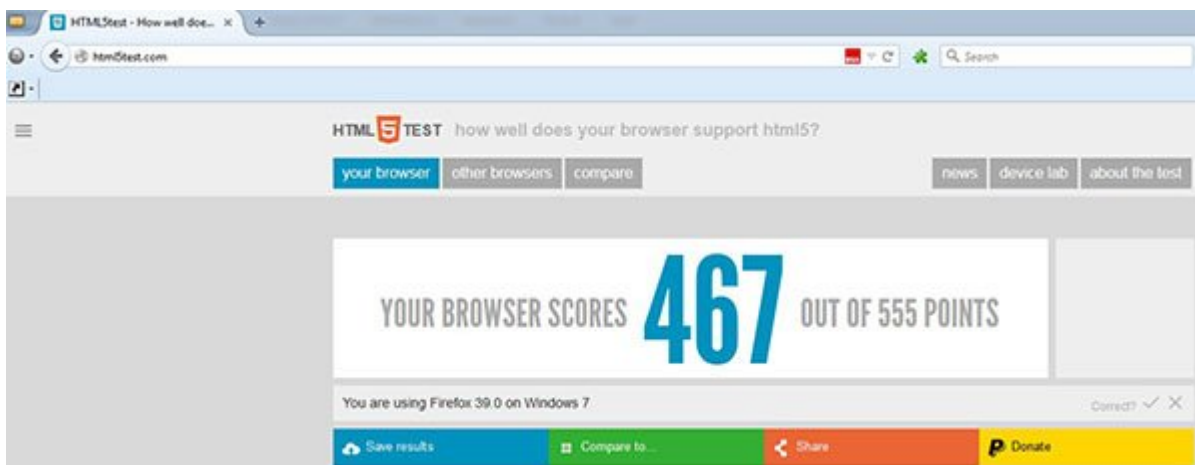 HTML5test - How well doe... × +
html5test.com
Search
HTML 5 TEST how well does your browser support html5?
your browser other browsers compare news device lab about the test
YOUR BROWSER SCORES 467 OUT OF 555 POINTS
You are using Firefox 39.0 on Windows 7 Correct?
Save results Compare to... Share Donate